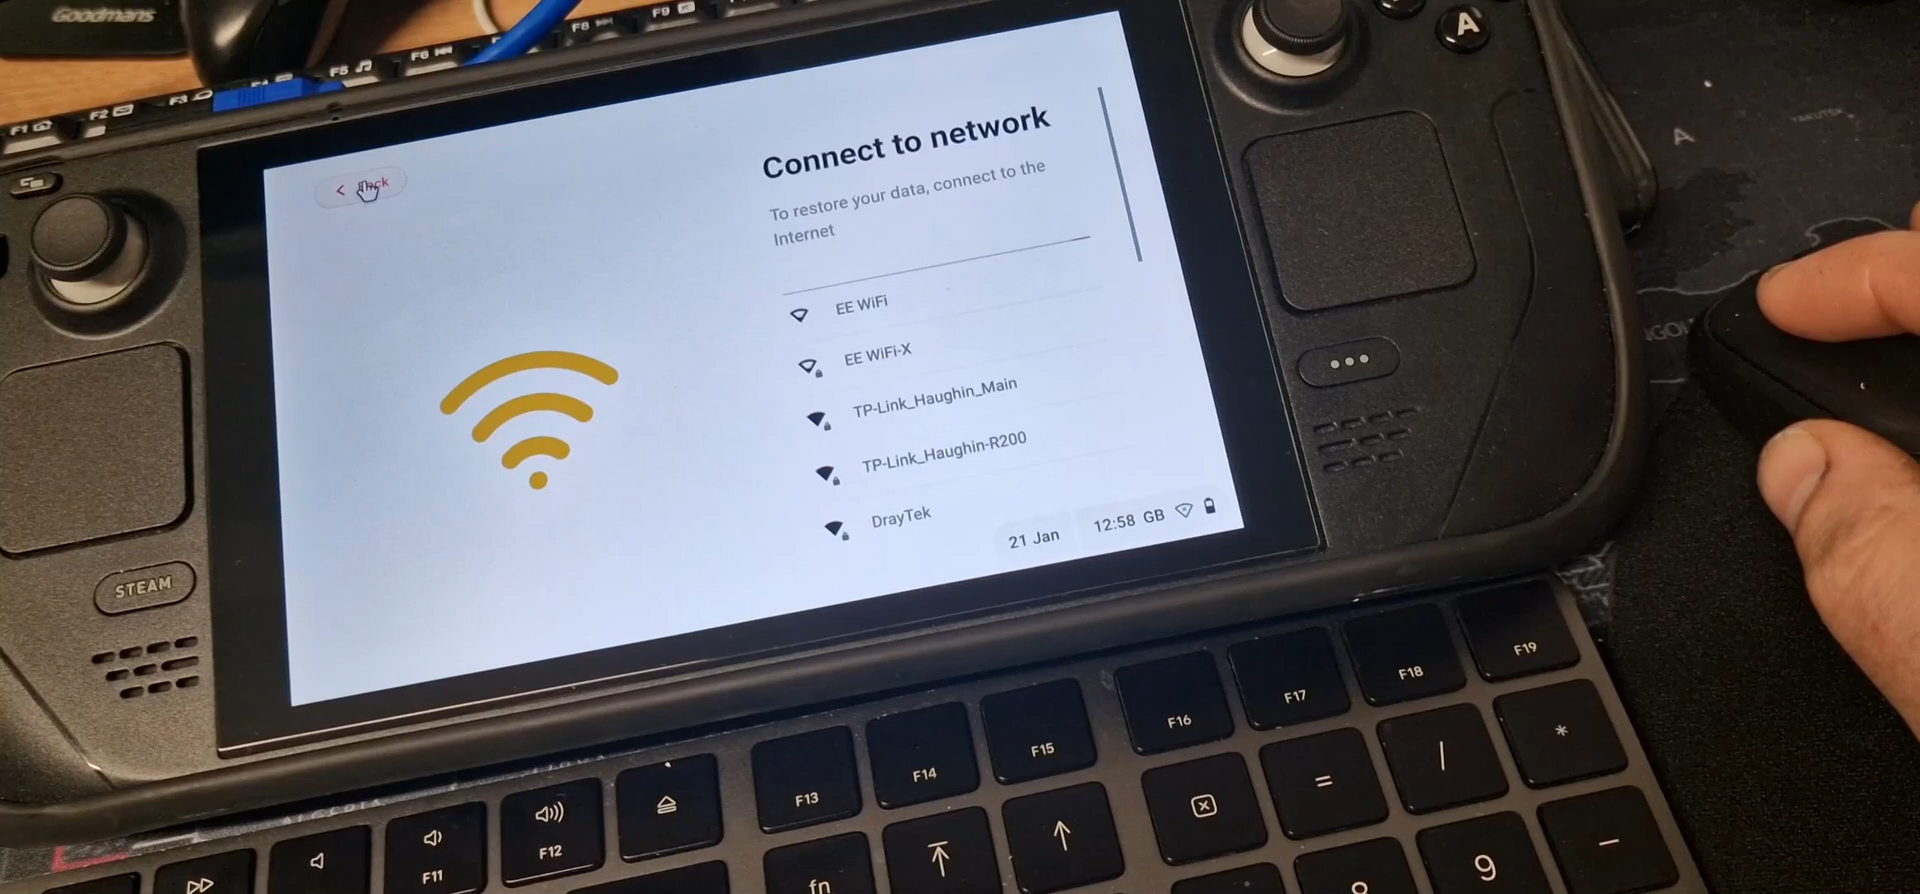 Goodmans
F1
F2
F3
F5
F6
F8
F9
A
Connect to network
To restore your data, connect to the
Internet
EE WiFi
EE WiFi-X
TP-Link_Haughin_Main
TP-Link_Haughin-R200
DrayTek
21 Jan
12:58 GB
STEAM
A
F11
F12
F13
F14
F15
F16
F17
F18
F19
fn
=
/
*
9
−